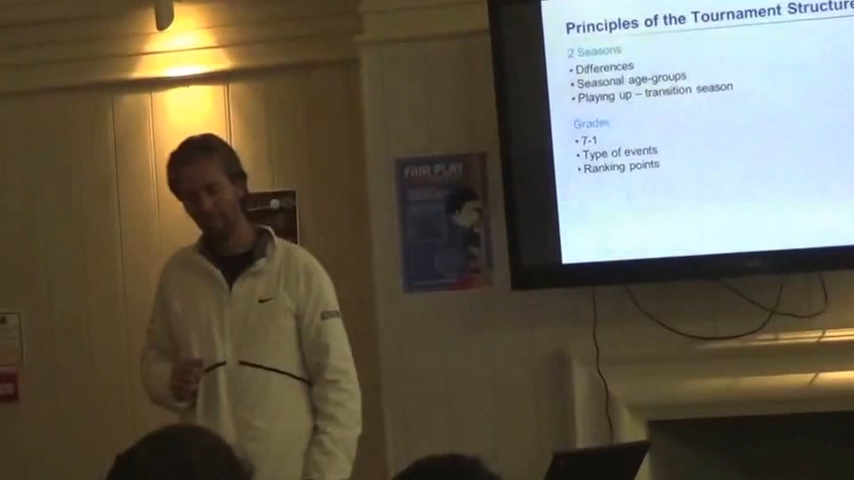 Principles of the Tournament Structure
2 Seasons
• Differences
• Seasonal age-groups
• Playing up – transition season
Grades
• 7-1
• Type of events
• Ranking points
FAIR PLAY